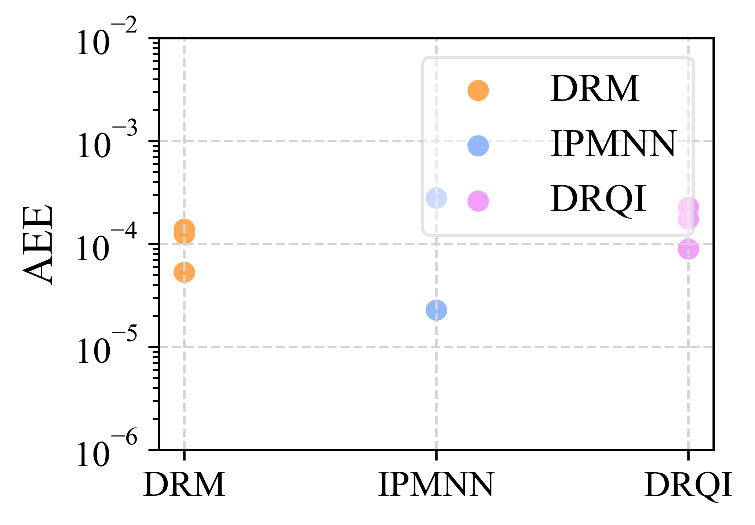 10⁻²
10⁻³
10⁻⁴
10⁻⁵
10⁻⁶
AEE
DRM
IPMNN
DRQI
DRM
IPMNN
DRQI